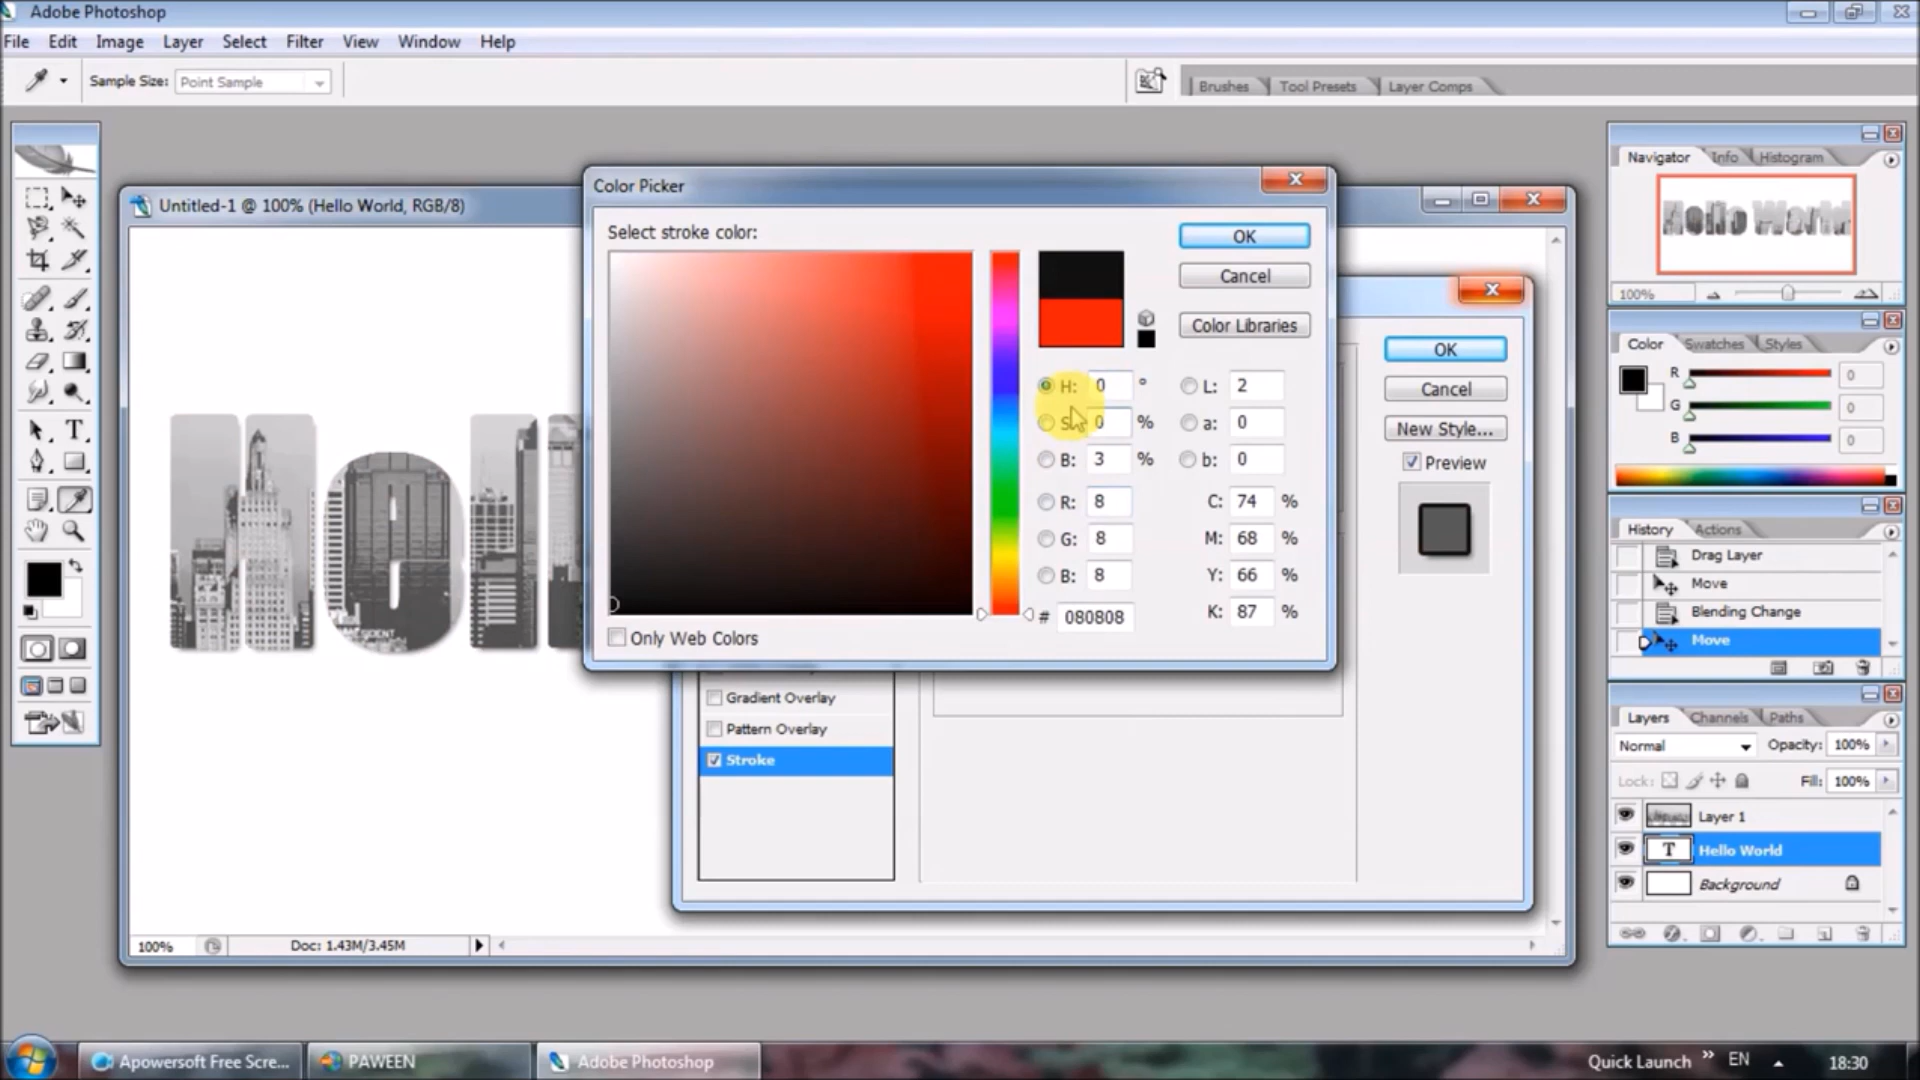 Adobe Photoshop
File Edit Image Layer Select Filter View Window Help
Sample Size: Point Sample
Brushes Tool Presets Layer Comps
Untitled-1 @ 100% (Hello World, RGB/8)
Color Picker
Select stroke color:
OK
Cancel
Color Libraries
H: 0 °
S: 0 %
B: 3 %
R: 8
G: 8
B: 8
# 080808
L: 2
a: 0
b: 0
C: 74 %
M: 68 %
Y: 66 %
K: 87 %
Only Web Colors
OK
Cancel
New Style...
Preview
Gradient Overlay
Pattern Overlay
Stroke
PRESIDENT
100% Doc: 1.43M/3.45M
Navigator Info Histogram
Hello World
100%
Color Swatches Styles
R 0
G 0
B 0
History Actions
Drag Layer
Move
Blending Change
Move
Layers Channels Paths
Normal Opacity: 100%
Lock: Fill: 100%
Layer 1
T Hello World
Background
Apowersoft Free Scre... PAWEEN Adobe Photoshop Quick Launch » EN 18:30